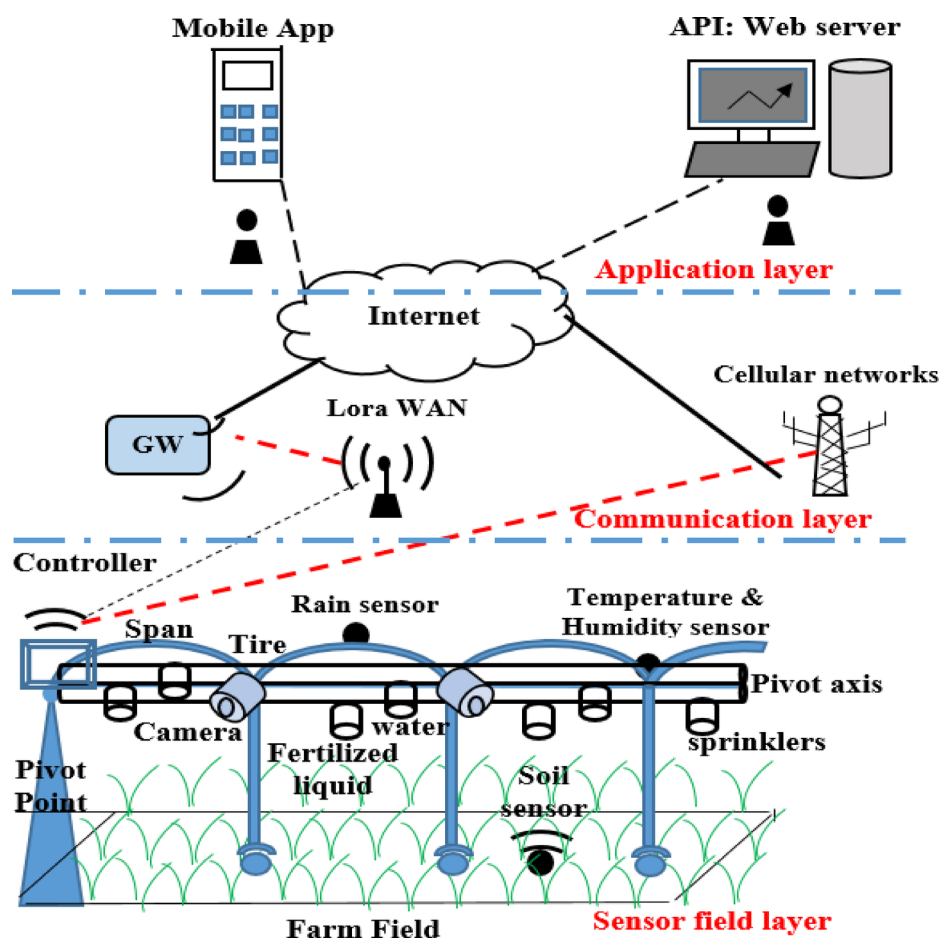 Mobile App
API: Web server
Application layer
Internet
Cellular networks
Lora WAN
GW
Communication layer
Controller
Rain sensor
Temperature &
Humidity sensor
Span
Tire
Pivot axis
Camera
water
sprinklers
Fertilized
liquid
Pivot
Point
Soil
sensor
Farm Field
Sensor field layer